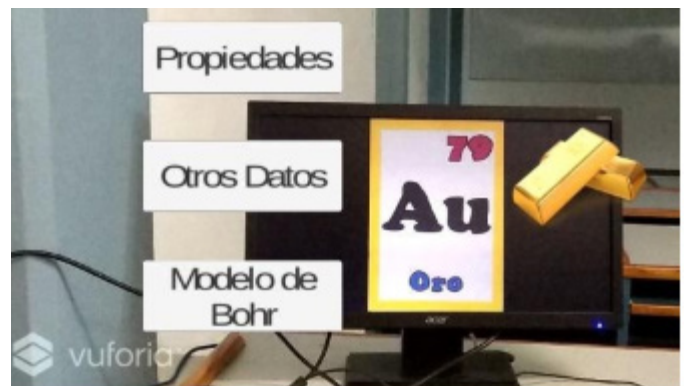 Propiedades
Otros Datos
Modelo de
Bohr
79
Au
Oro
acer
vuforia